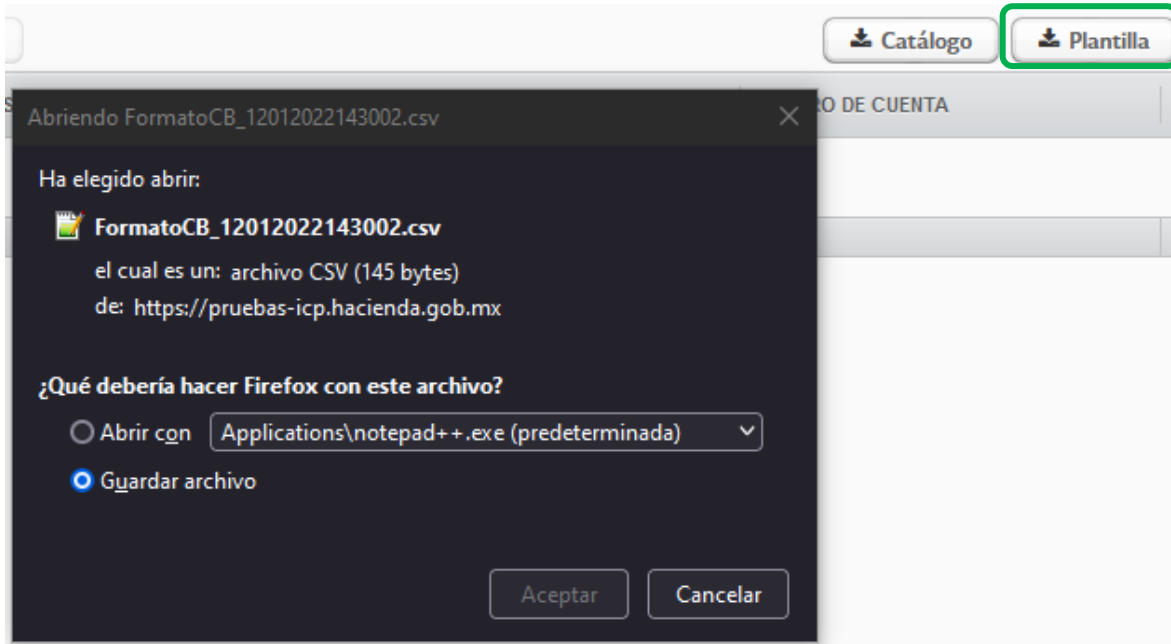 Catálogo
Plantilla
S
RO DE CUENTA
Abriendo FormatoCB_12012022143002.csv
Ha elegido abrir:
FormatoCB_12012022143002.csv
el cual es un: archivo CSV (145 bytes)
de: https://pruebas-icp.hacienda.gob.mx
¿Qué debería hacer Firefox con este archivo?
Abrir con Applications\notepad++.exe (predeterminada)
Guardar archivo
Aceptar
Cancelar